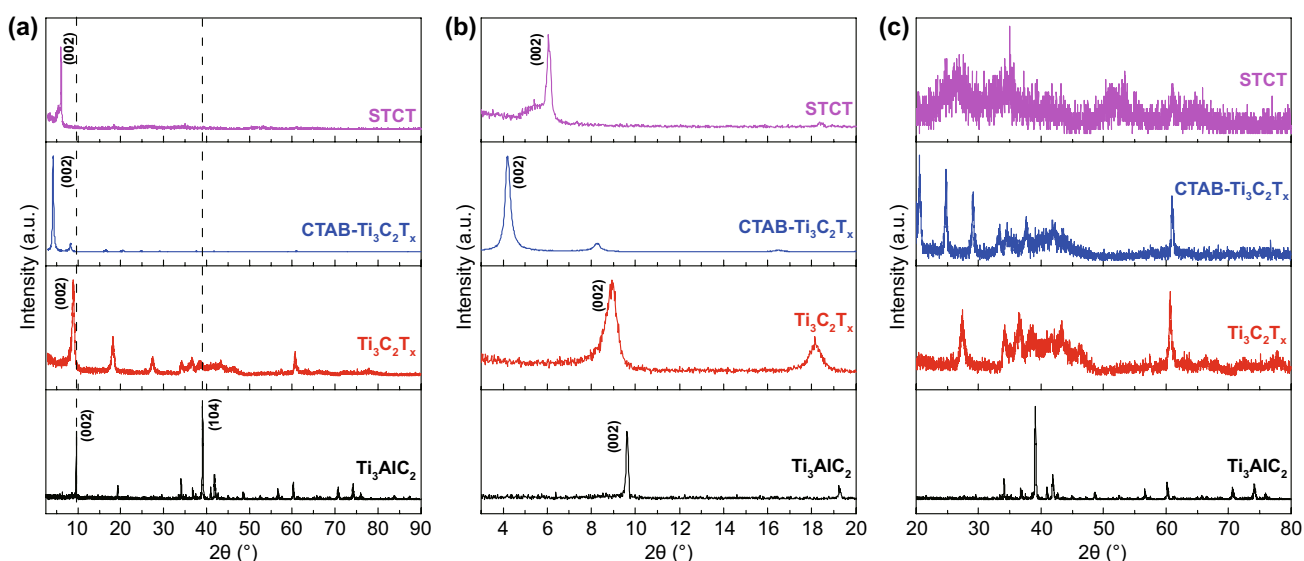 (a)
Intensity (a.u.)
(002)
STCT
(002)
CTAB-Ti₃C₂Tₓ
(002)
Ti₃C₂Tₓ
(002)
(104)
Ti₃AlC₂
10 20 30 40 50 60 70 80 90
2θ (°)
(b)
Intensity (a.u.)
(002)
STCT
(002)
CTAB-Ti₃C₂Tₓ
(002)
Ti₃C₂Tₓ
(002)
Ti₃AlC₂
4 6 8 10 12 14 16 18 20
2θ (°)
(c)
Intensity (a.u.)
STCT
CTAB-Ti₃C₂Tₓ
Ti₃C₂Tₓ
Ti₃AlC₂
20 30 40 50 60 70 80
2θ (°)